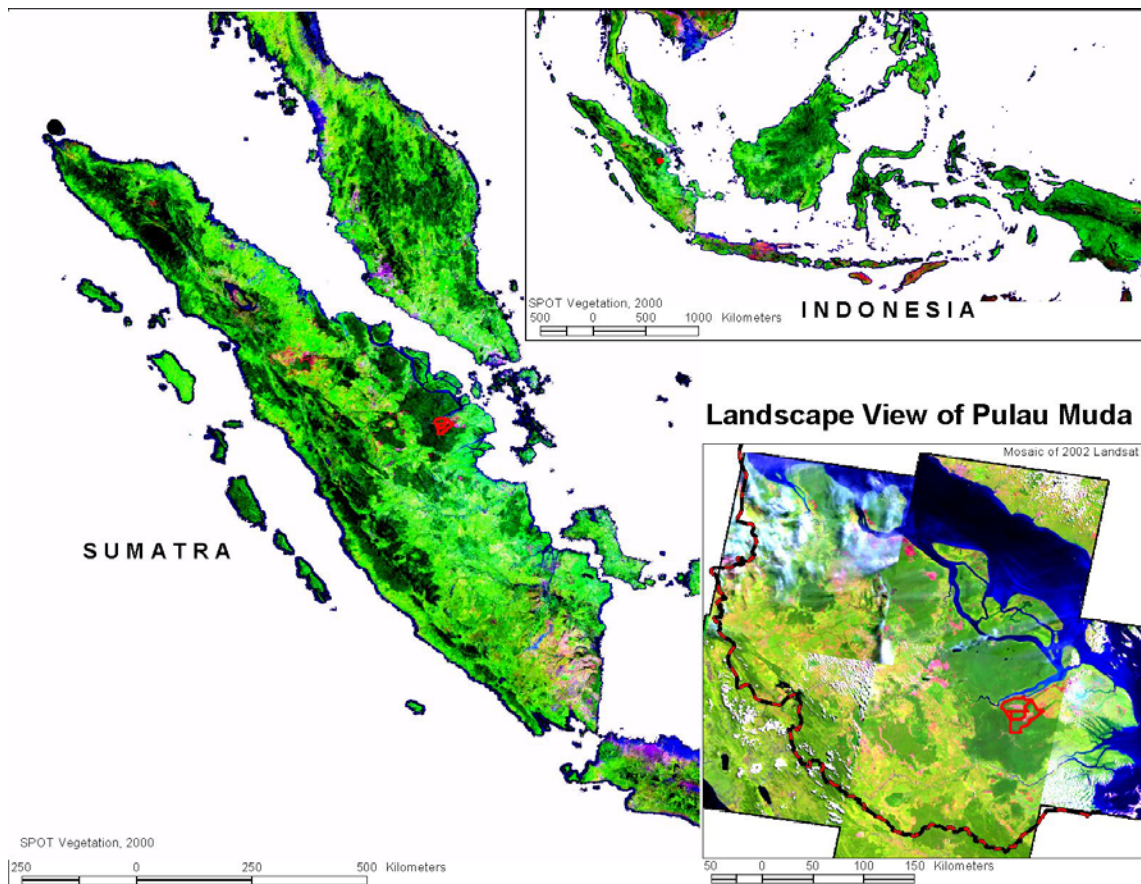 SPOT Vegetation, 2000
500 0 500 1000 Kilometers
INDONESIA
Landscape View of Pulau Muda
Mosaic of 2002 Landsat
SUMATRA
SPOT Vegetation, 2000
250 0 250 500 Kilometers
50 0 50 100 150 Kilometers